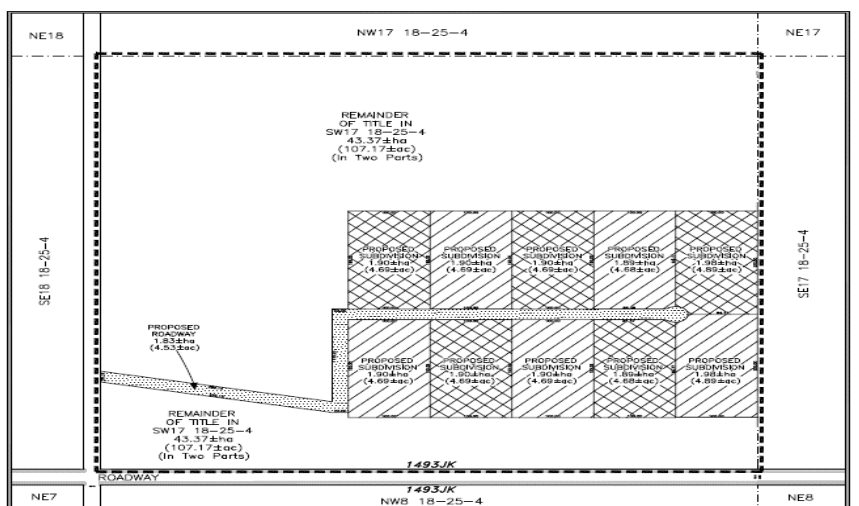 NE18
NW17 18-25-4
NE17
REMAINDER
OF TITLE IN
SW17 18-25-4
43.37±ha
(107.17±ac)
(In Two Parts)
SE18 18-25-4
SE17 18-25-4
PROPOSED
SUBDIVISION
1.90±ha
(4.69±ac)
PROPOSED
SUBDIVISION
1.90±ha
(4.69±ac)
PROPOSED
SUBDIVISION
1.90±ha
(4.69±ac)
PROPOSED
SUBDIVISION
1.89±ha
(4.68±ac)
PROPOSED
SUBDIVISION
1.98±ha
(4.89±ac)
PROPOSED
ROADWAY
1.83±ha
(4.53±ac)
PROPOSED
SUBDIVISION
1.90±ha
(4.69±ac)
PROPOSED
SUBDIVISION
1.90±ha
(4.69±ac)
PROPOSED
SUBDIVISION
1.90±ha
(4.69±ac)
PROPOSED
SUBDIVISION
1.89±ha
(4.68±ac)
PROPOSED
SUBDIVISION
1.98±ha
(4.89±ac)
REMAINDER
OF TITLE IN
SW17 18-25-4
43.37±ha
(107.17±ac)
(In Two Parts)
1493JK
ROADWAY
1493JK
NE7
NW8 18-25-4
NE8